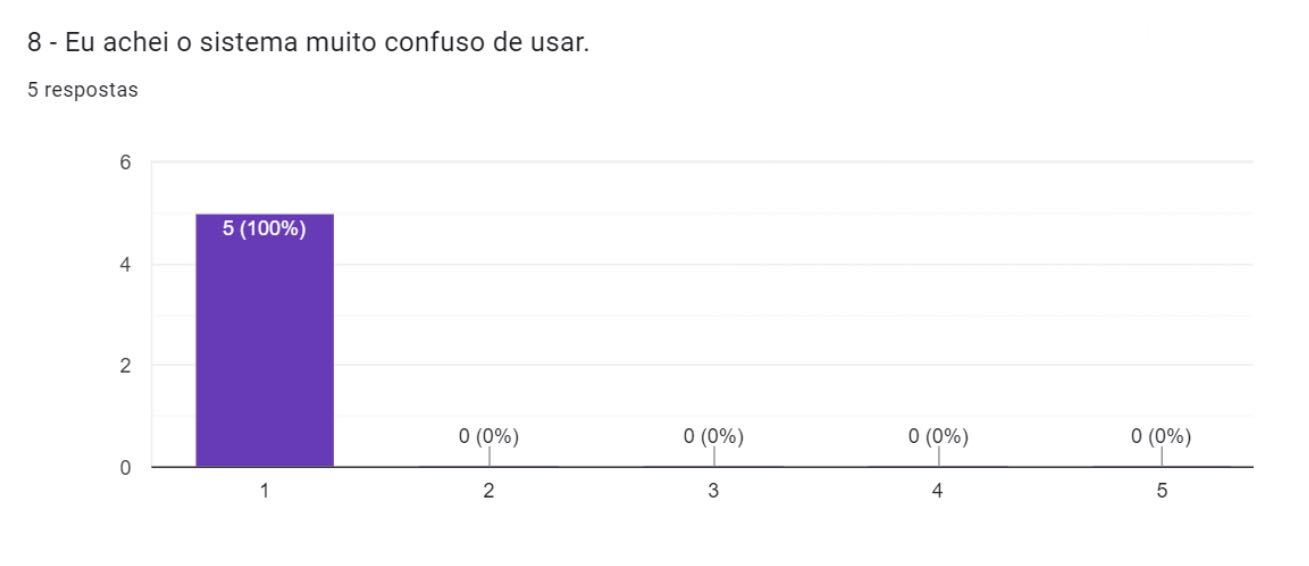 8 - Eu achei o sistema muito confuso de usar.
5 respostas
6
5 (100%)
4
2
0 (0%) 0 (0%) 0 (0%) 0 (0%)
0
1 2 3 4 5